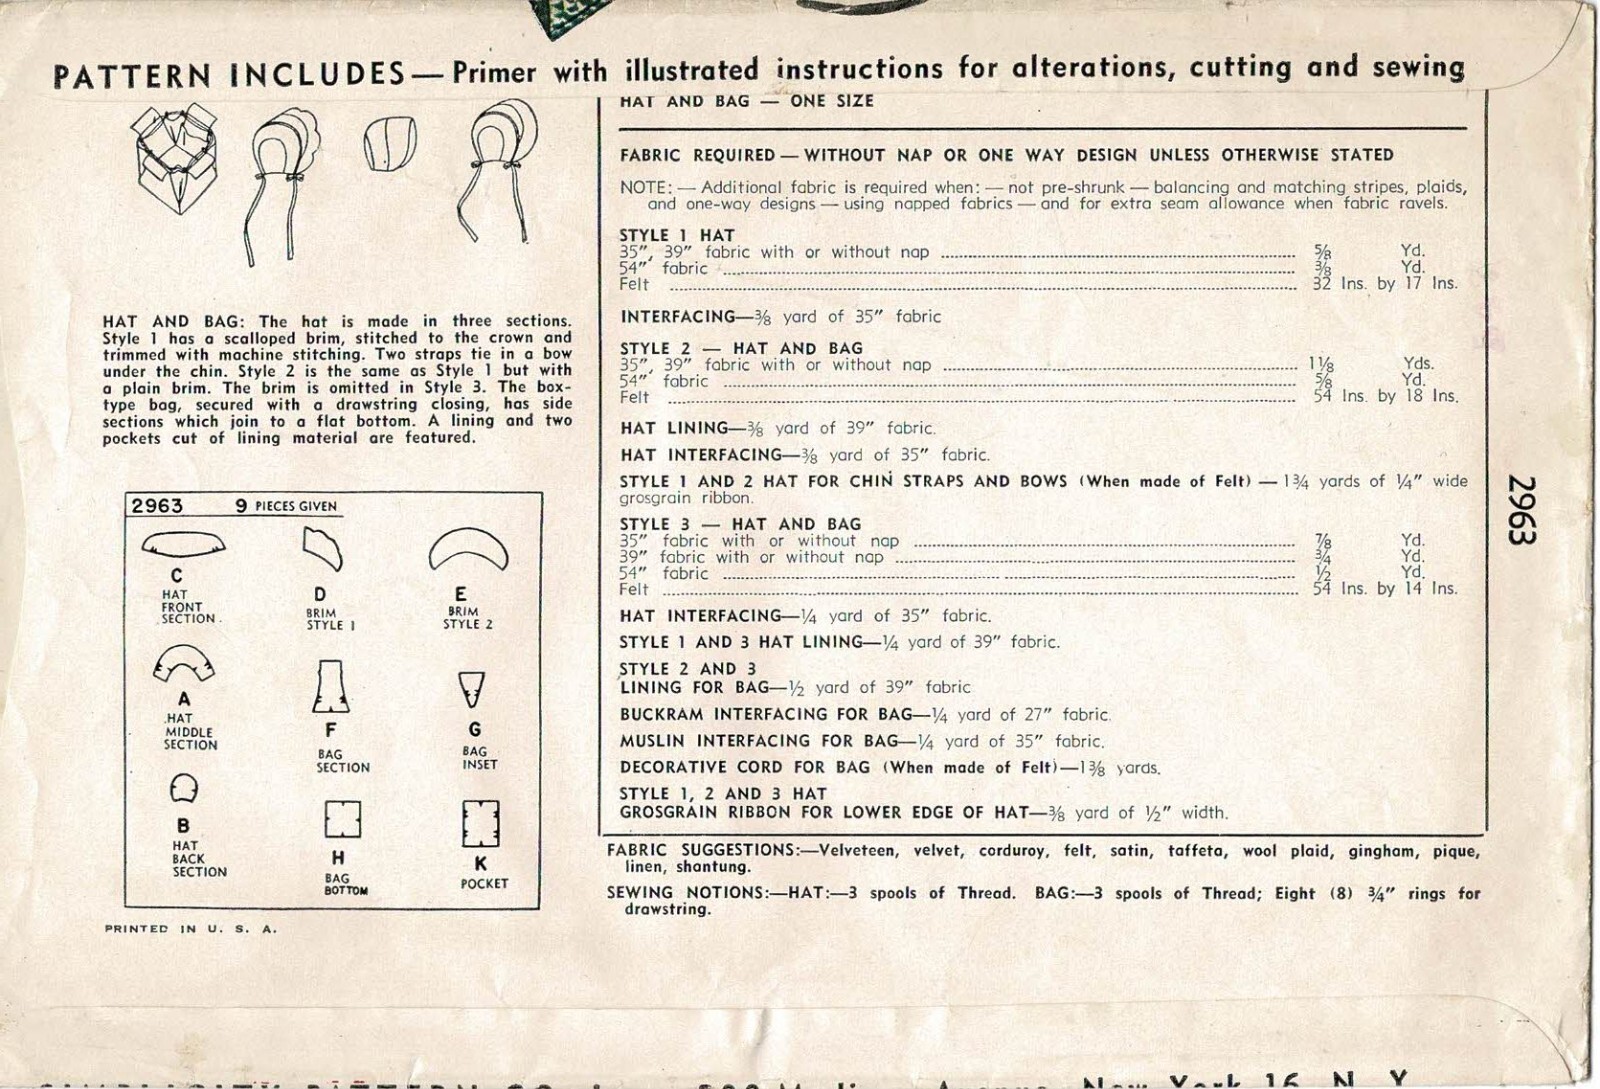 PATTERN INCLUDES — Primer with illustrated instructions for alterations, cutting and sewing
HAT AND BAG — ONE SIZE
FABRIC REQUIRED — WITHOUT NAP OR ONE WAY DESIGN UNLESS OTHERWISE STATED
NOTE: — Additional fabric is required when: — not pre-shrunk — balancing and matching stripes, plaids,
and one-way designs — using napped fabrics — and for extra seam allowance when fabric ravels.
STYLE 1 HAT
35", 39" fabric with or without nap ........ ⅝ Yd.
54" fabric ........ ⅜ Yd.
Felt ........ 32 Ins. by 17 Ins.
INTERFACING—⅜ yard of 35" fabric
STYLE 2 — HAT AND BAG
35", 39" fabric with or without nap ........ 1⅛ Yds.
54" fabric ........ ⅝ Yd.
Felt ........ 54 Ins. by 18 Ins.
HAT LINING—⅜ yard of 39" fabric.
HAT INTERFACING—⅜ yard of 35" fabric.
STYLE 1 AND 2 HAT FOR CHIN STRAPS AND BOWS (When made of Felt) — 1¾ yards of ¼" wide
grosgrain ribbon.
STYLE 3 — HAT AND BAG
35" fabric with or without nap ........ ⅞ Yd.
39" fabric with or without nap ........ ¾ Yd.
54" fabric ........ ½ Yd.
Felt ........ 54 Ins. by 14 Ins.
HAT INTERFACING—¼ yard of 35" fabric.
STYLE 1 AND 3 HAT LINING—¼ yard of 39" fabric.
STYLE 2 AND 3
LINING FOR BAG—½ yard of 39" fabric
BUCKRAM INTERFACING FOR BAG—¼ yard of 27" fabric.
MUSLIN INTERFACING FOR BAG—¼ yard of 35" fabric.
DECORATIVE CORD FOR BAG (When made of Felt)—1⅜ yards.
STYLE 1, 2 AND 3 HAT
GROSGRAIN RIBBON FOR LOWER EDGE OF HAT—⅜ yard of ½" width.
FABRIC SUGGESTIONS:—Velveteen, velvet, corduroy, felt, satin, taffeta, wool plaid, gingham, pique,
linen, shantung.
SEWING NOTIONS:—HAT:—3 spools of Thread. BAG:—3 spools of Thread; Eight (8) ¾" rings for
drawstring.
HAT AND BAG: The hat is made in three sections.
Style 1 has a scalloped brim, stitched to the crown and
trimmed with machine stitching. Two straps tie in a bow
under the chin. Style 2 is the same as Style 1 but with
a plain brim. The brim is omitted in Style 3. The box-
type bag, secured with a drawstring closing, has side
sections which join to a flat bottom. A lining and two
pockets cut of lining material are featured.
2963 9 PIECES GIVEN
C
HAT
FRONT
SECTION
D
BRIM
STYLE 1
E
BRIM
STYLE 2
A
HAT
MIDDLE
SECTION
F
BAG
SECTION
G
BAG
INSET
B
HAT
BACK
SECTION
H
BAG
BOTTOM
K
POCKET
PRINTED IN U. S. A.
2963
New York 16, N. Y.